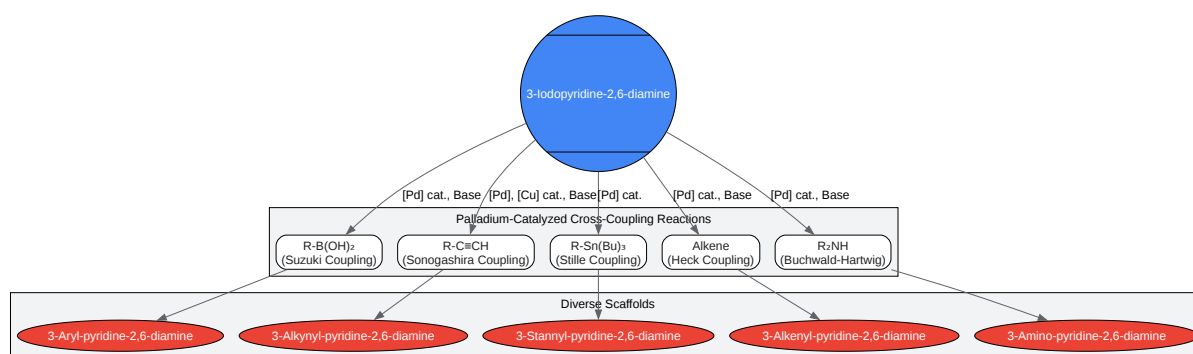 3-Iodopyridine-2,6-diamine
[Pd] cat., Base
[Pd], [Cu] cat., Base
[Pd] cat.
[Pd] cat., Base
[Pd] cat., Base
Palladium-Catalyzed Cross-Coupling Reactions
R-B(OH)₂
(Suzuki Coupling)
R-C≡CH
(Sonogashira Coupling)
R-Sn(Bu)₃
(Stille Coupling)
Alkene
(Heck Coupling)
R₂NH
(Buchwald-Hartwig)
Diverse Scaffolds
3-Aryl-pyridine-2,6-diamine
3-Alkynyl-pyridine-2,6-diamine
3-Stannyl-pyridine-2,6-diamine
3-Alkenyl-pyridine-2,6-diamine
3-Amino-pyridine-2,6-diamine